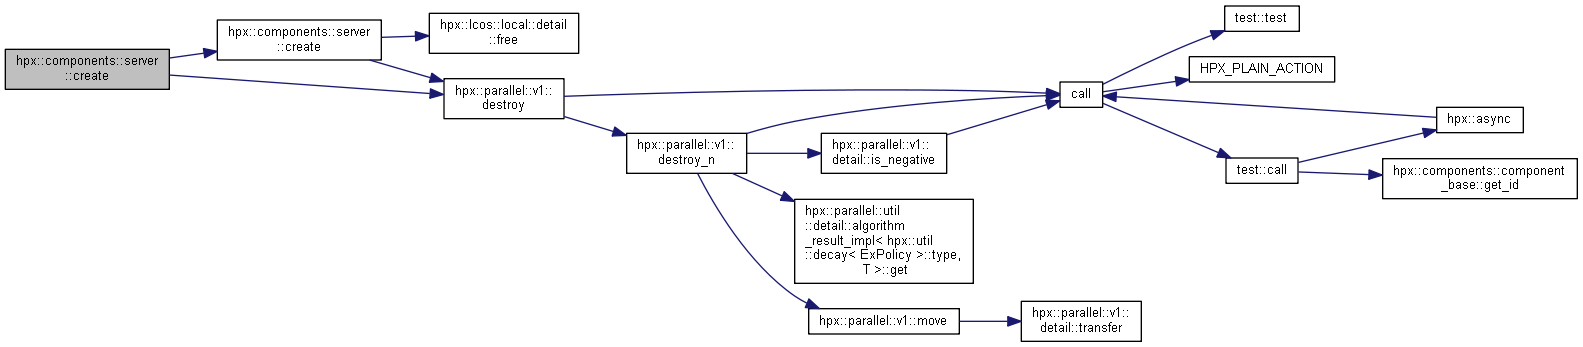 hpx::components::server
::create
hpx::components::server
::create
hpx::lcos::local::detail
::free
hpx::parallel::v1::
destroy
hpx::parallel::v1::
destroy_n
hpx::parallel::v1::
detail::is_negative
hpx::parallel::util
::detail::algorithm
_result_impl< hpx::util
::decay< ExPolicy >::type,
T >::get
hpx::parallel::v1::move
hpx::parallel::v1::
detail::transfer
call
test::test
HPX_PLAIN_ACTION
test::call
hpx::async
hpx::components::component
_base::get_id